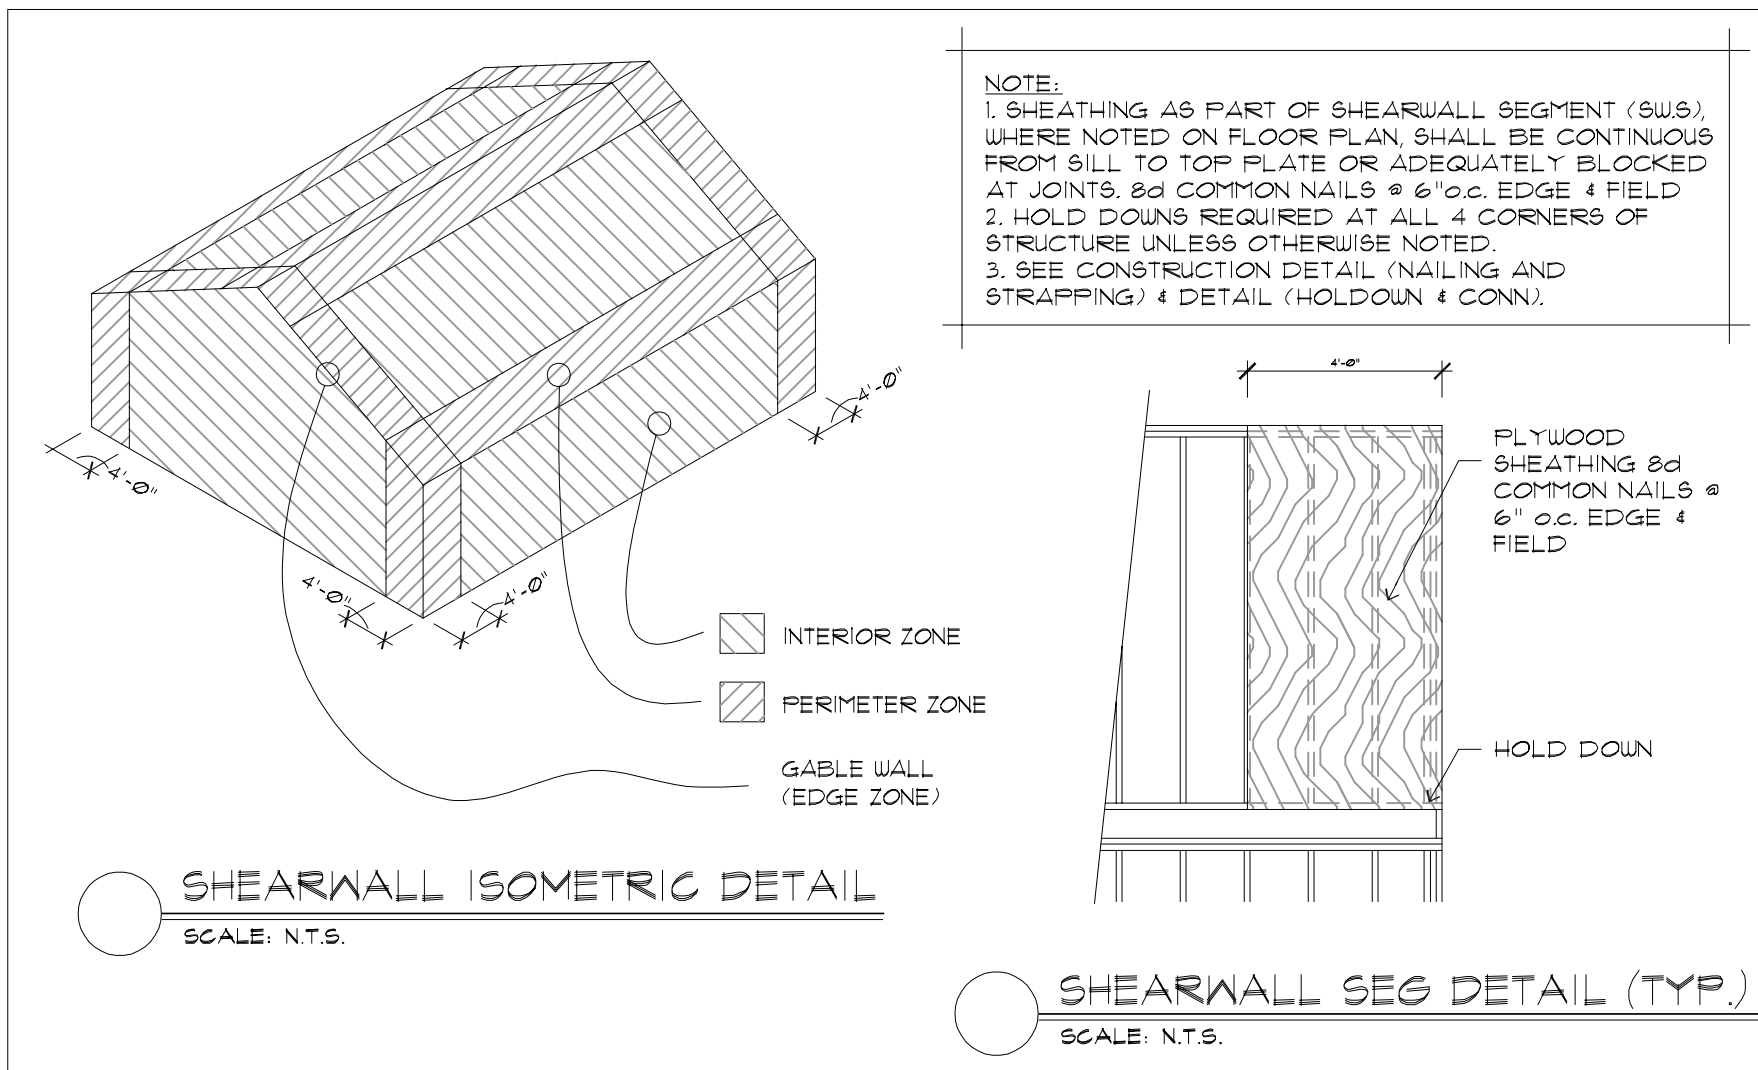 NOTE:
1. SHEATHING AS PART OF SHEARWALL SEGMENT (SW.S),
WHERE NOTED ON FLOOR PLAN, SHALL BE CONTINUOUS
FROM SILL TO TOP PLATE OR ADEQUATELY BLOCKED
AT JOINTS. 8d COMMON NAILS @ 6"o.c. EDGE & FIELD
2. HOLD DOWNS REQUIRED AT ALL 4 CORNERS OF
STRUCTURE UNLESS OTHERWISE NOTED.
3. SEE CONSTRUCTION DETAIL (NAILING AND
STRAPPING) & DETAIL (HOLDOWN & CONN).
4'-0"
4'-0"
4'-0"
4'-0"
4'-0"
INTERIOR ZONE
PERIMETER ZONE
GABLE WALL
(EDGE ZONE)
PLYWOOD
SHEATHING 8d
COMMON NAILS @
6" o.c. EDGE &
FIELD
HOLD DOWN
SHEARWALL ISOMETRIC DETAIL
SCALE: N.T.S.
SHEARWALL SEG DETAIL (TYP.)
SCALE: N.T.S.